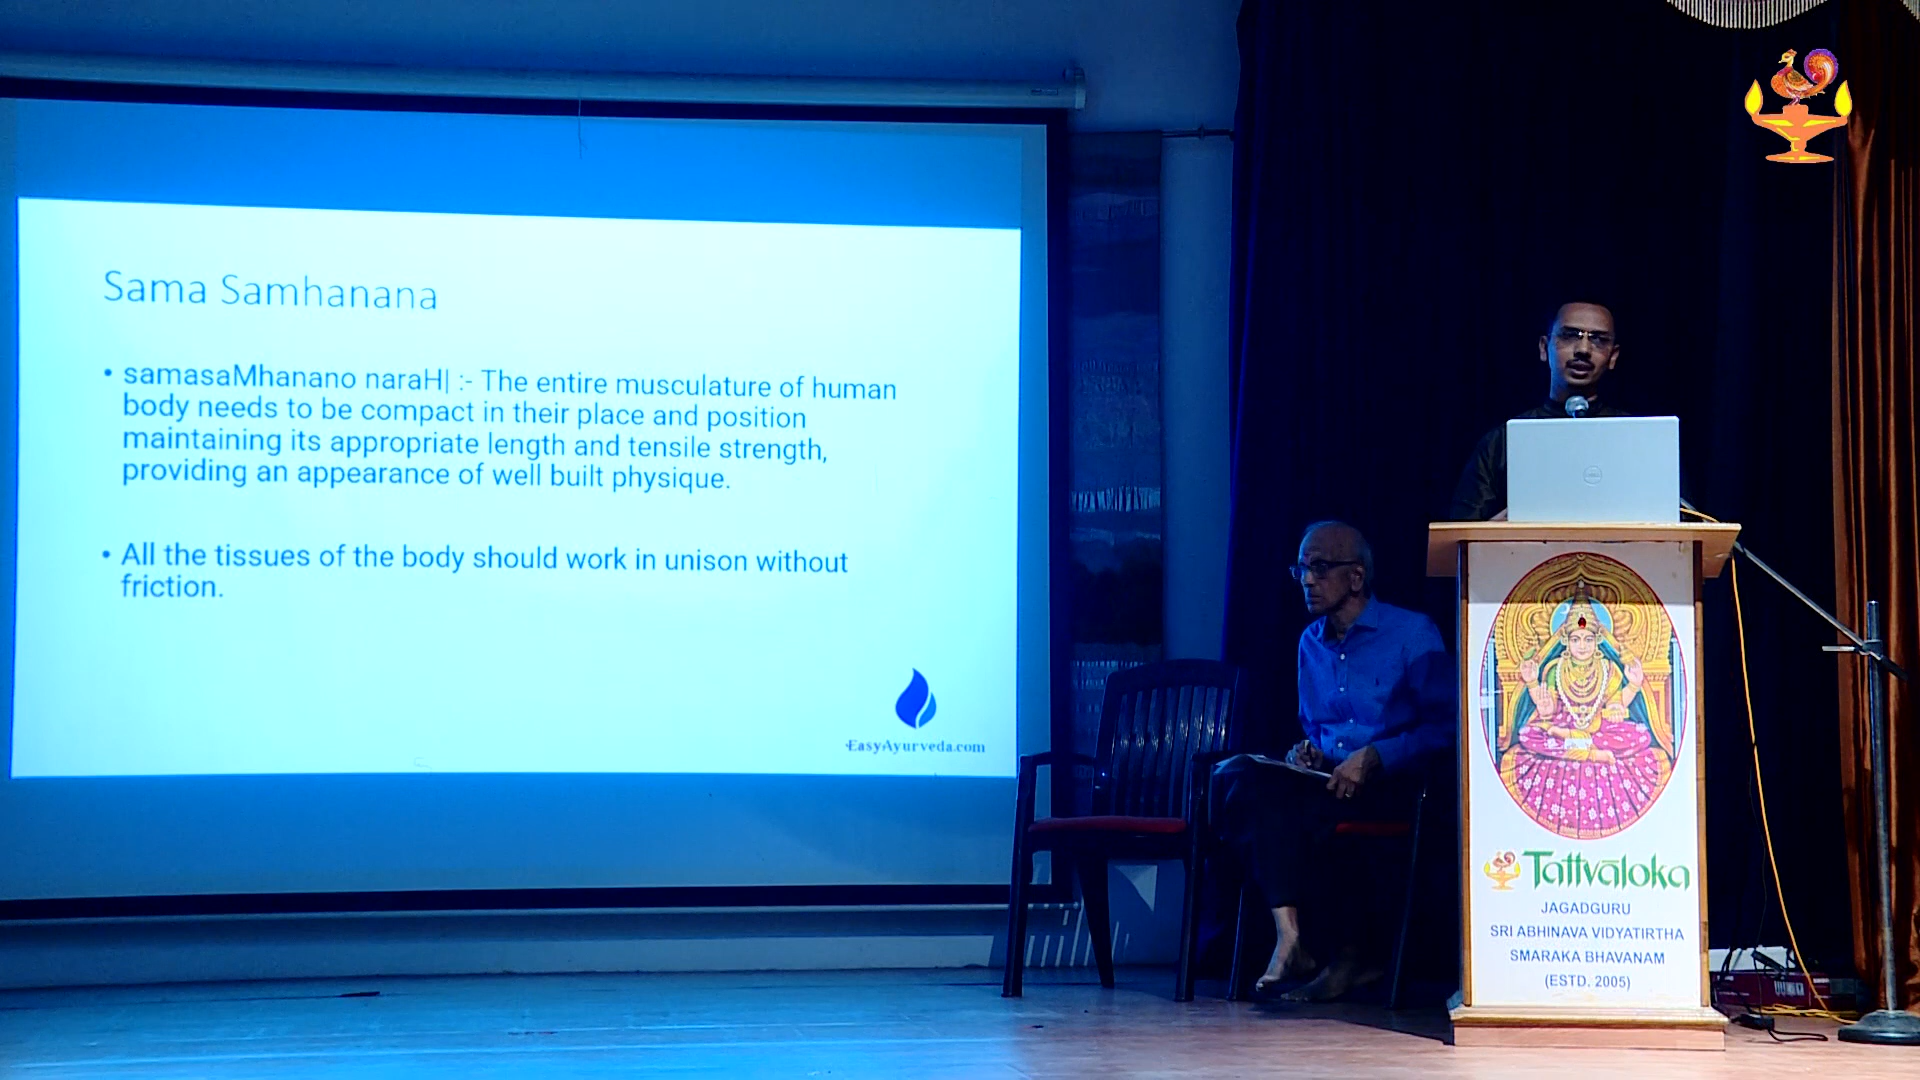 Sama Samhanana
• samasaMhanano naraH| :- The entire musculature of human
body needs to be compact in their place and position
maintaining its appropriate length and tensile strength,
providing an appearance of well built physique.
• All the tissues of the body should work in unison without
friction.
EasyAyurveda.com
Tattvāloka
JAGADGURU
SRI ABHINAVA VIDYATIRTHA
SMARAKA BHAVANAM
(ESTD. 2005)